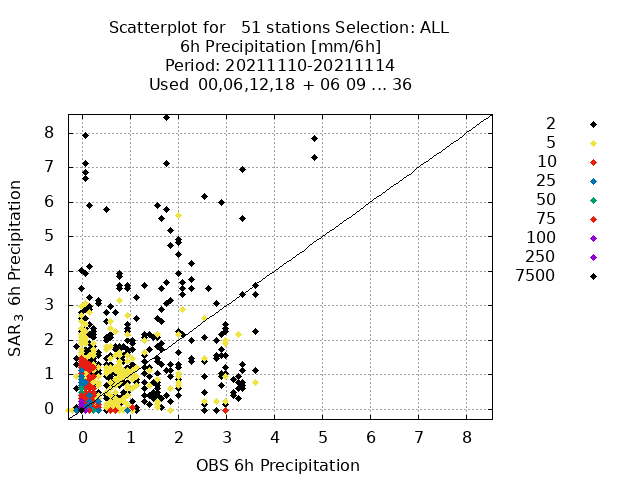 Scatterplot for   51 stations Selection: ALL
6h Precipitation [mm/6h]
Period: 20211110-20211114
Used  00,06,12,18  + 06 09 ... 36
8
7
6
5
4
3
2
1
0
SAR₃  6h Precipitation
0 1 2 3 4 5 6 7 8
OBS 6h Precipitation
2
5
10
25
50
75
100
250
7500